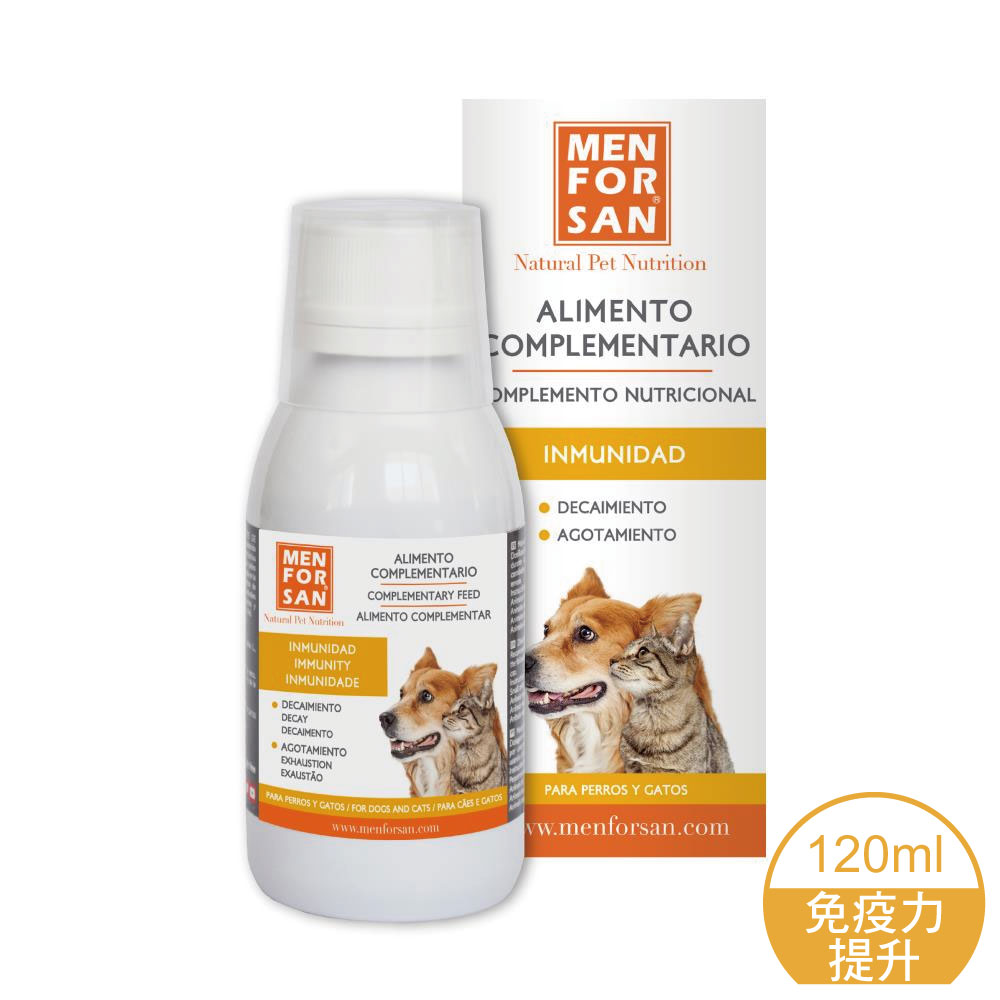 MEN
FOR
SAN®
Natural Pet Nutrition
ALIMENTO
COMPLEMENTARIO
COMPLEMENTO NUTRICIONAL
INMUNIDAD
DECAIMIENTO
AGOTAMIENTO
PARA PERROS Y GATOS
www.menforsan.com
MEN
FOR
SAN®
Natural Pet Nutrition
ALIMENTO
COMPLEMENTARIO
COMPLEMENTARY FEED
ALIMENTO COMPLEMENTAR
INMUNIDAD
IMMUNITY
INMUNIDADE
DECAIMIENTO
DECAY
DECAIMENTO
AGOTAMIENTO
EXHAUSTION
EXAUSTÃO
PARA PERROS Y GATOS / FOR DOGS AND CATS / PARA CÃES E GATOS
www.menforsan.com
120ml
免疫力
提升